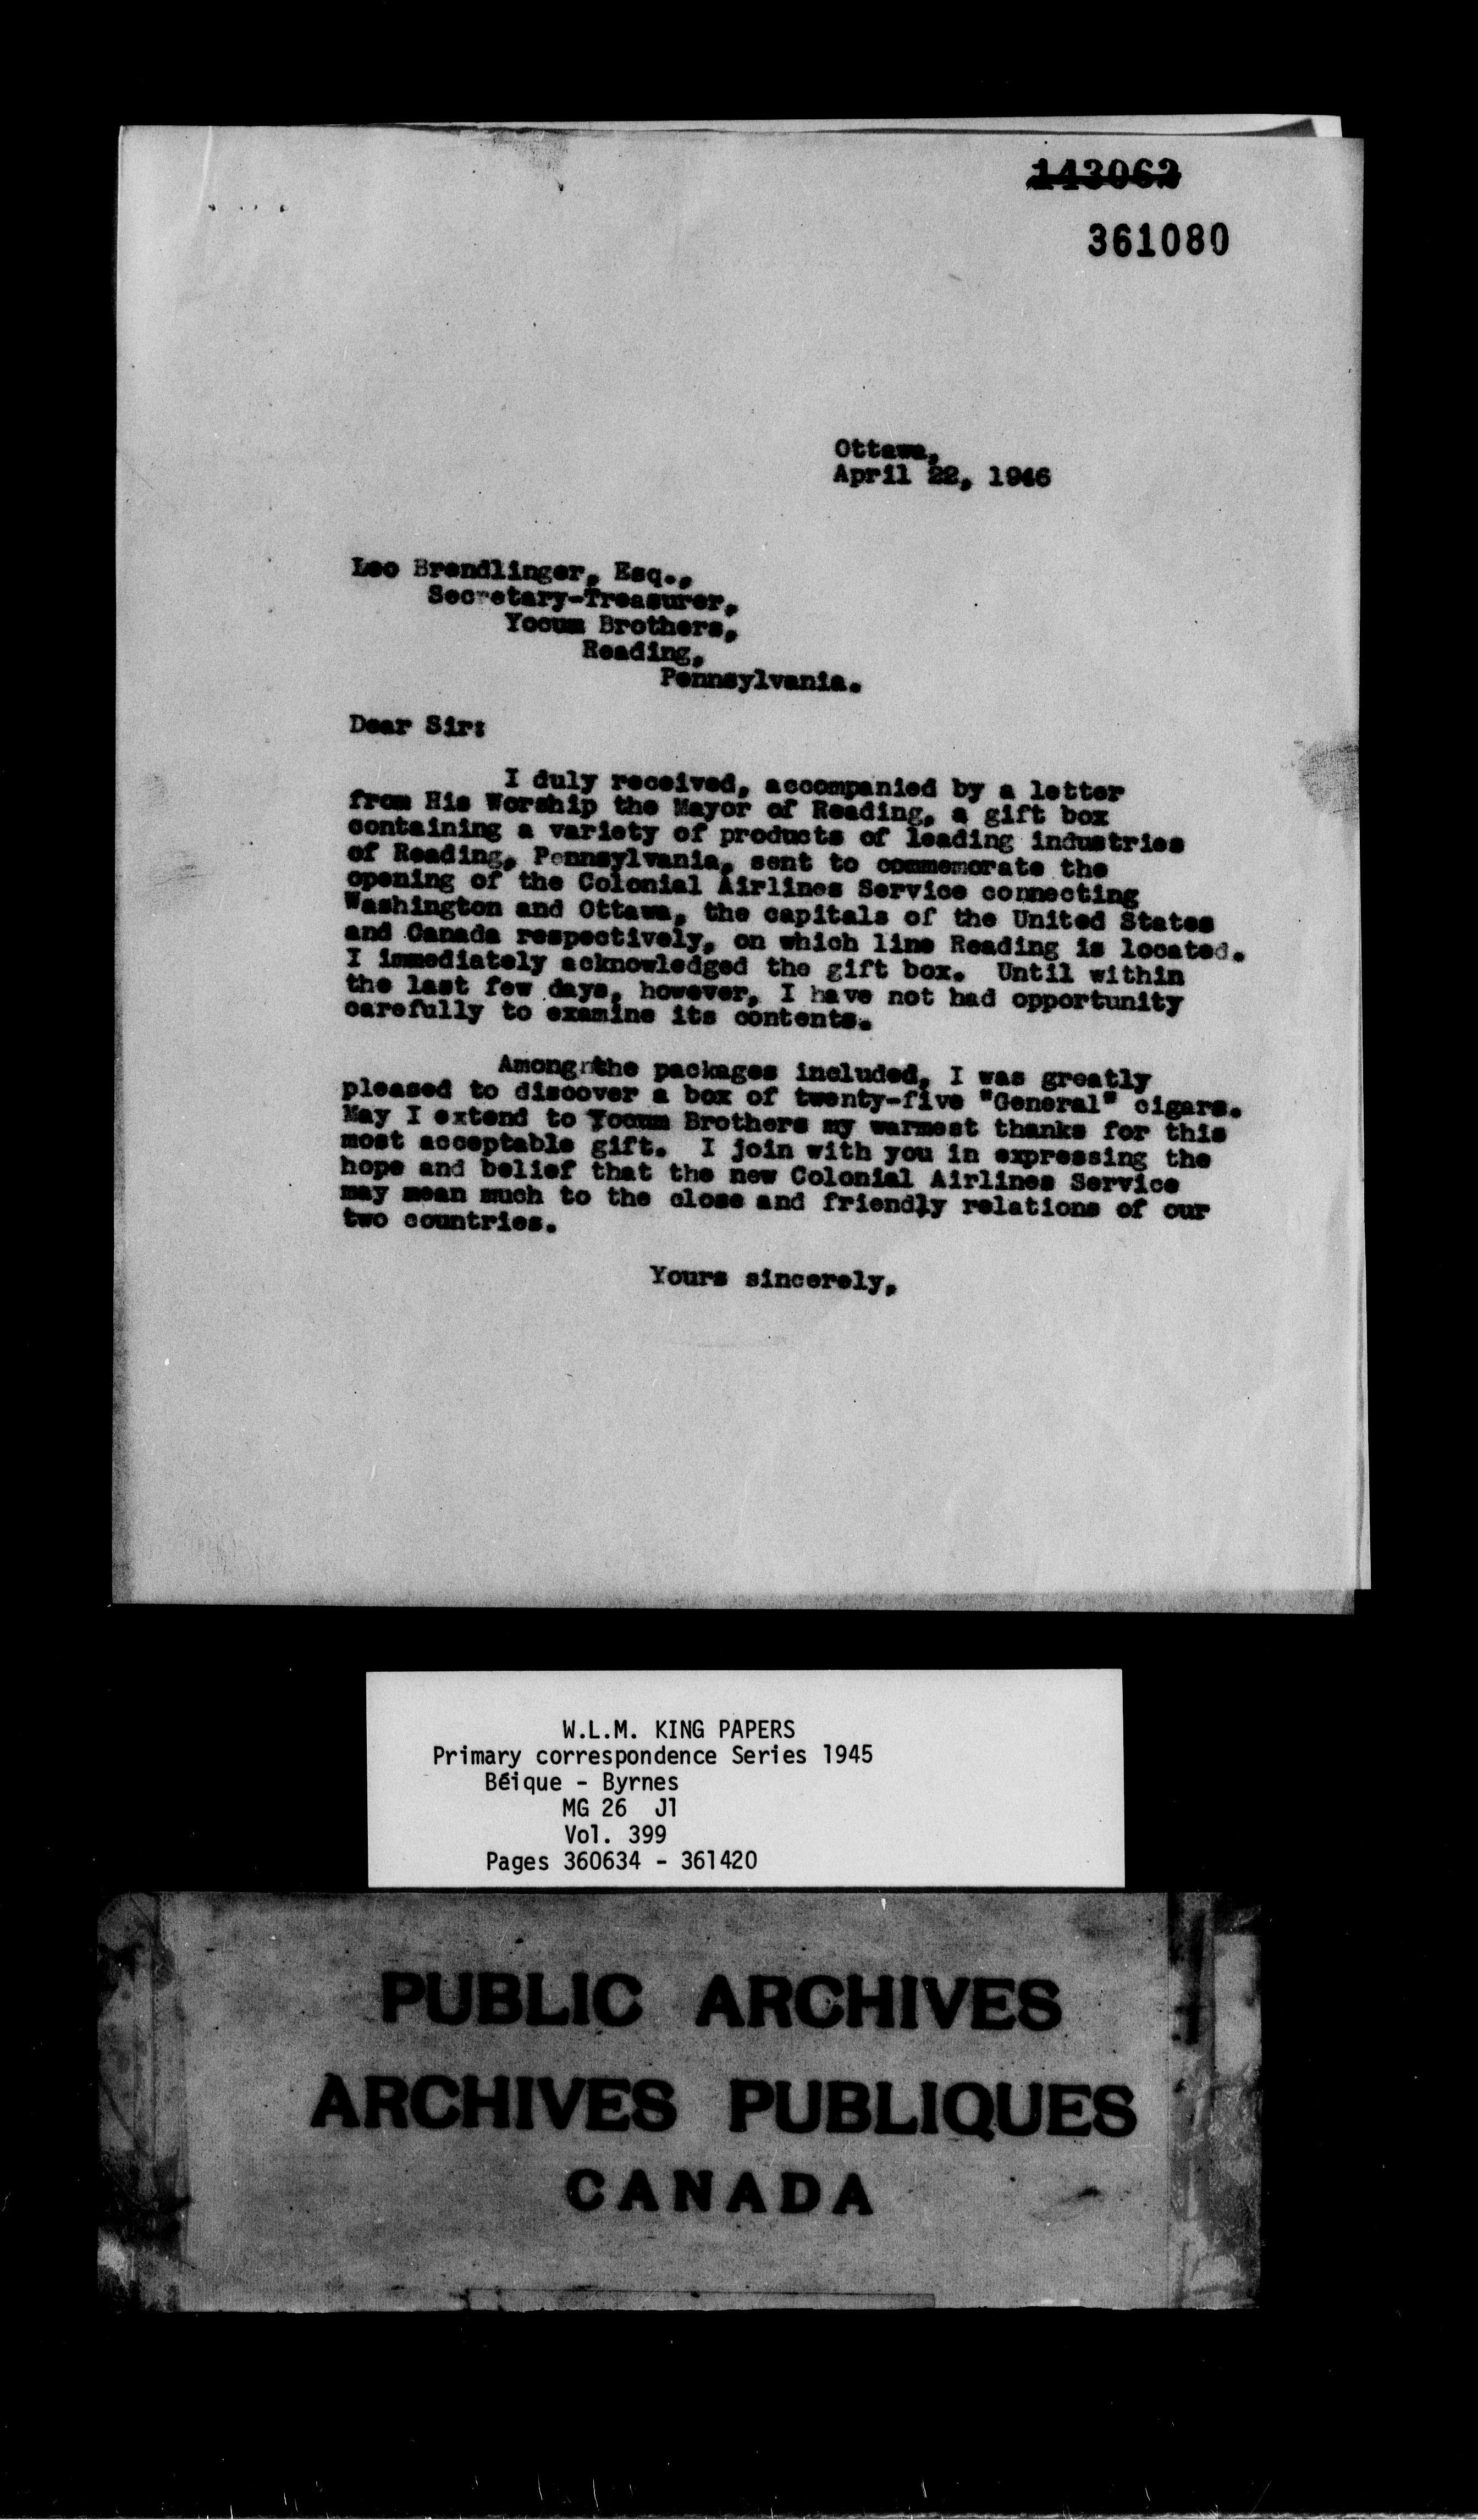 143062
361080
Ottawa,
April 22, 1946
Leo Brendlinger, Esq.,
Secretary-Treasurer,
Yocum Brothers,
Reading,
Pennsylvania.
Dear Sir:
I duly received, accompanied by a letter
from His Worship the Mayor of Reading, a gift box
containing a variety of products of leading industries
of Reading, Pennsylvania, sent to commemorate the
opening of the Colonial Airlines Service connecting
Washington and Ottawa, the capitals of the United States
and Canada respectively, on which line Reading is located.
I immediately acknowledged the gift box. Until within
the last few days, however, I have not had opportunity
carefully to examine its contents.
Among the packages included, I was greatly
pleased to discover a box of twenty-five "General" cigars.
May I extend to Yocum Brothers my warmest thanks for this
most acceptable gift. I join with you in expressing the
hope and belief that the new Colonial Airlines Service
may mean much to the close and friendly relations of our
two countries.
Yours sincerely,
W.L.M. KING PAPERS
Primary correspondence Series 1945
Béique - Byrnes
MG 26 J1
Vol. 399
Pages 360634 - 361420
PUBLIC ARCHIVES
ARCHIVES PUBLIQUES
CANADA